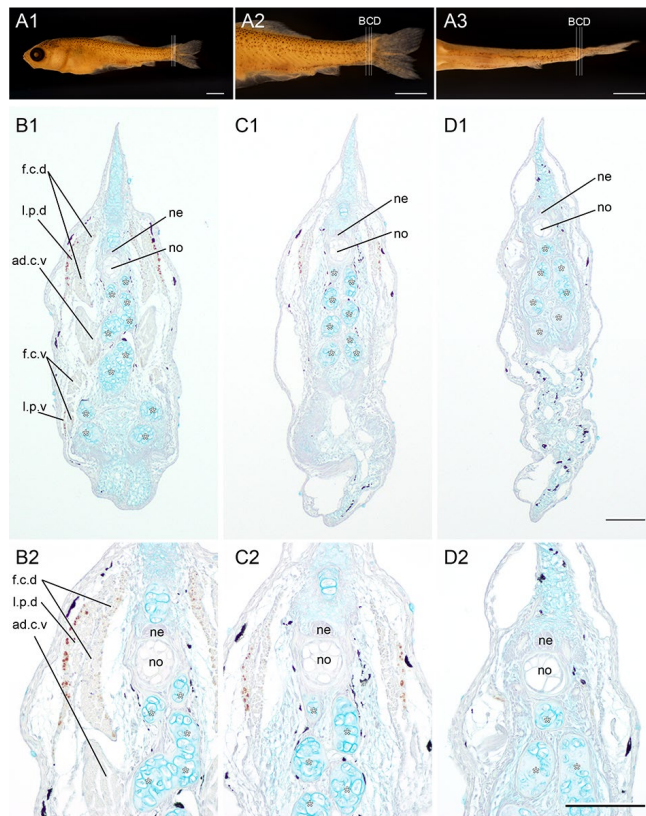 A1
A2
BCD
A3
BCD
B1
f.c.d
l.p.d
ad.c.v
f.c.v
l.p.v
ne
no
C1
ne
no
D1
ne
no
B2
f.c.d
l.p.d
ad.c.v
ne
no
C2
ne
no
D2
ne
no